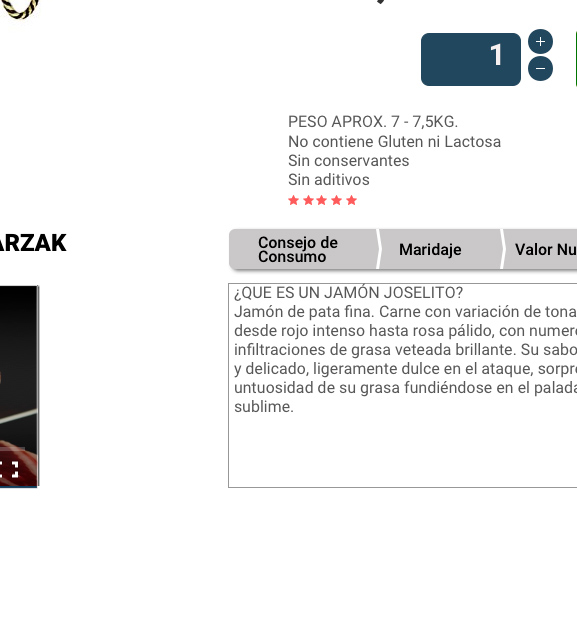 1
PESO APROX. 7 - 7,5KG.
No contiene Gluten ni Lactosa
Sin conservantes
Sin aditivos
ARZAK
Consejo de
Consumo
Maridaje
Valor Nu
¿QUE ES UN JAMÓN JOSELITO?
Jamón de pata fina. Carne con variación de tona
desde rojo intenso hasta rosa pálido, con numer
infiltraciones de grasa veteada brillante. Su sabo
y delicado, ligeramente dulce en el ataque, sorpr
untuosidad de su grasa fundiéndose en el palada
sublime.